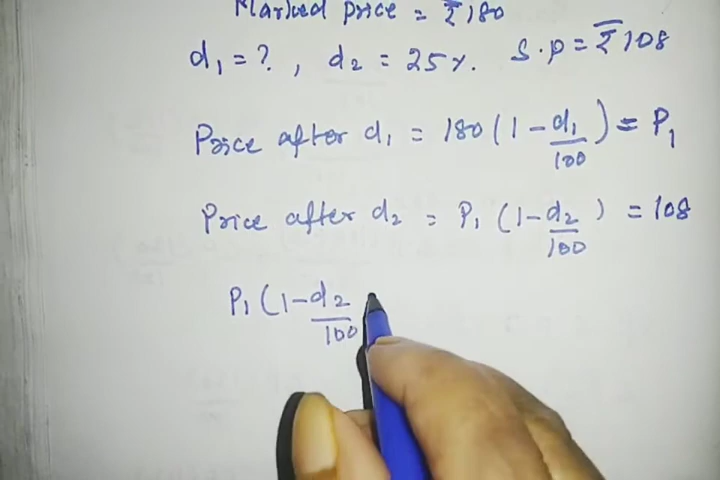 Marked price = ₹180
d₁ = ? , d₂ = 25%. S.p = ₹108
Price after d₁ = 180 ( 1 - d₁/100 ) = P₁
Price after d₂ = P₁ ( 1 - d₂/100 ) = 108
P₁ ( 1 - d₂/100